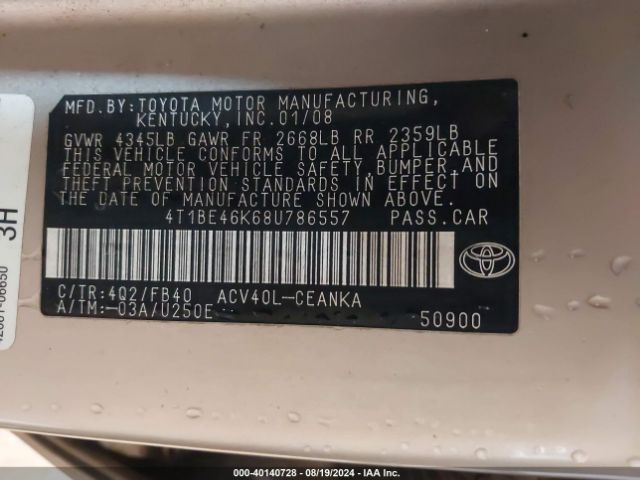 MFD.BY:TOYOTA MOTOR MANUFACTURING,
KENTUCKY,INC.01/08
GVWR 4345LB GAWR FR 2668LB RR 2359LB
THIS VEHICLE CONFORMS TO ALL APPLICABLE
FEDERAL MOTOR VEHICLE SAFETY,BUMPER,AND
THEFT PREVENTION STANDARDS IN EFFECT ON
THE DATE OF MANUFACTURE SHOWN ABOVE.
4T1BE46K68U786557 PASS.CAR
C/TR:4Q2/FB40 ACV40L-CEANKA
A/TM:-03A/U250E
50900
3H
000-40140728 - 08/19/2024 - IAA Inc.